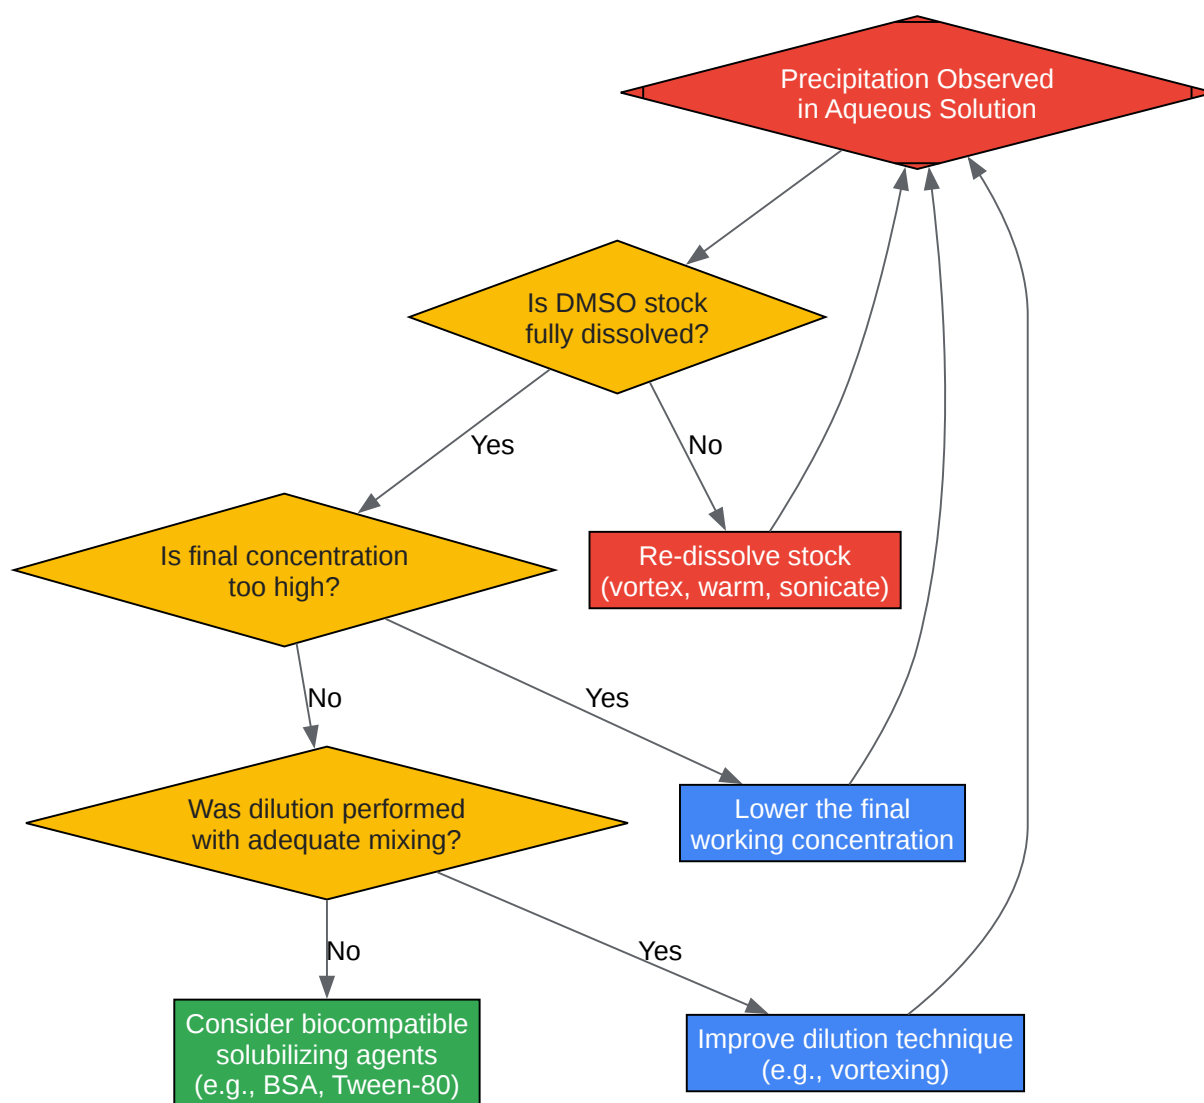 Precipitation Observed
in Aqueous Solution
Is DMSO stock
fully dissolved?
Yes
No
Is final concentration
too high?
Re-dissolve stock
(vortex, warm, sonicate)
No
Yes
Was dilution performed
with adequate mixing?
Lower the final
working concentration
No
Yes
Consider biocompatible
solubilizing agents
(e.g., BSA, Tween-80)
Improve dilution technique
(e.g., vortexing)